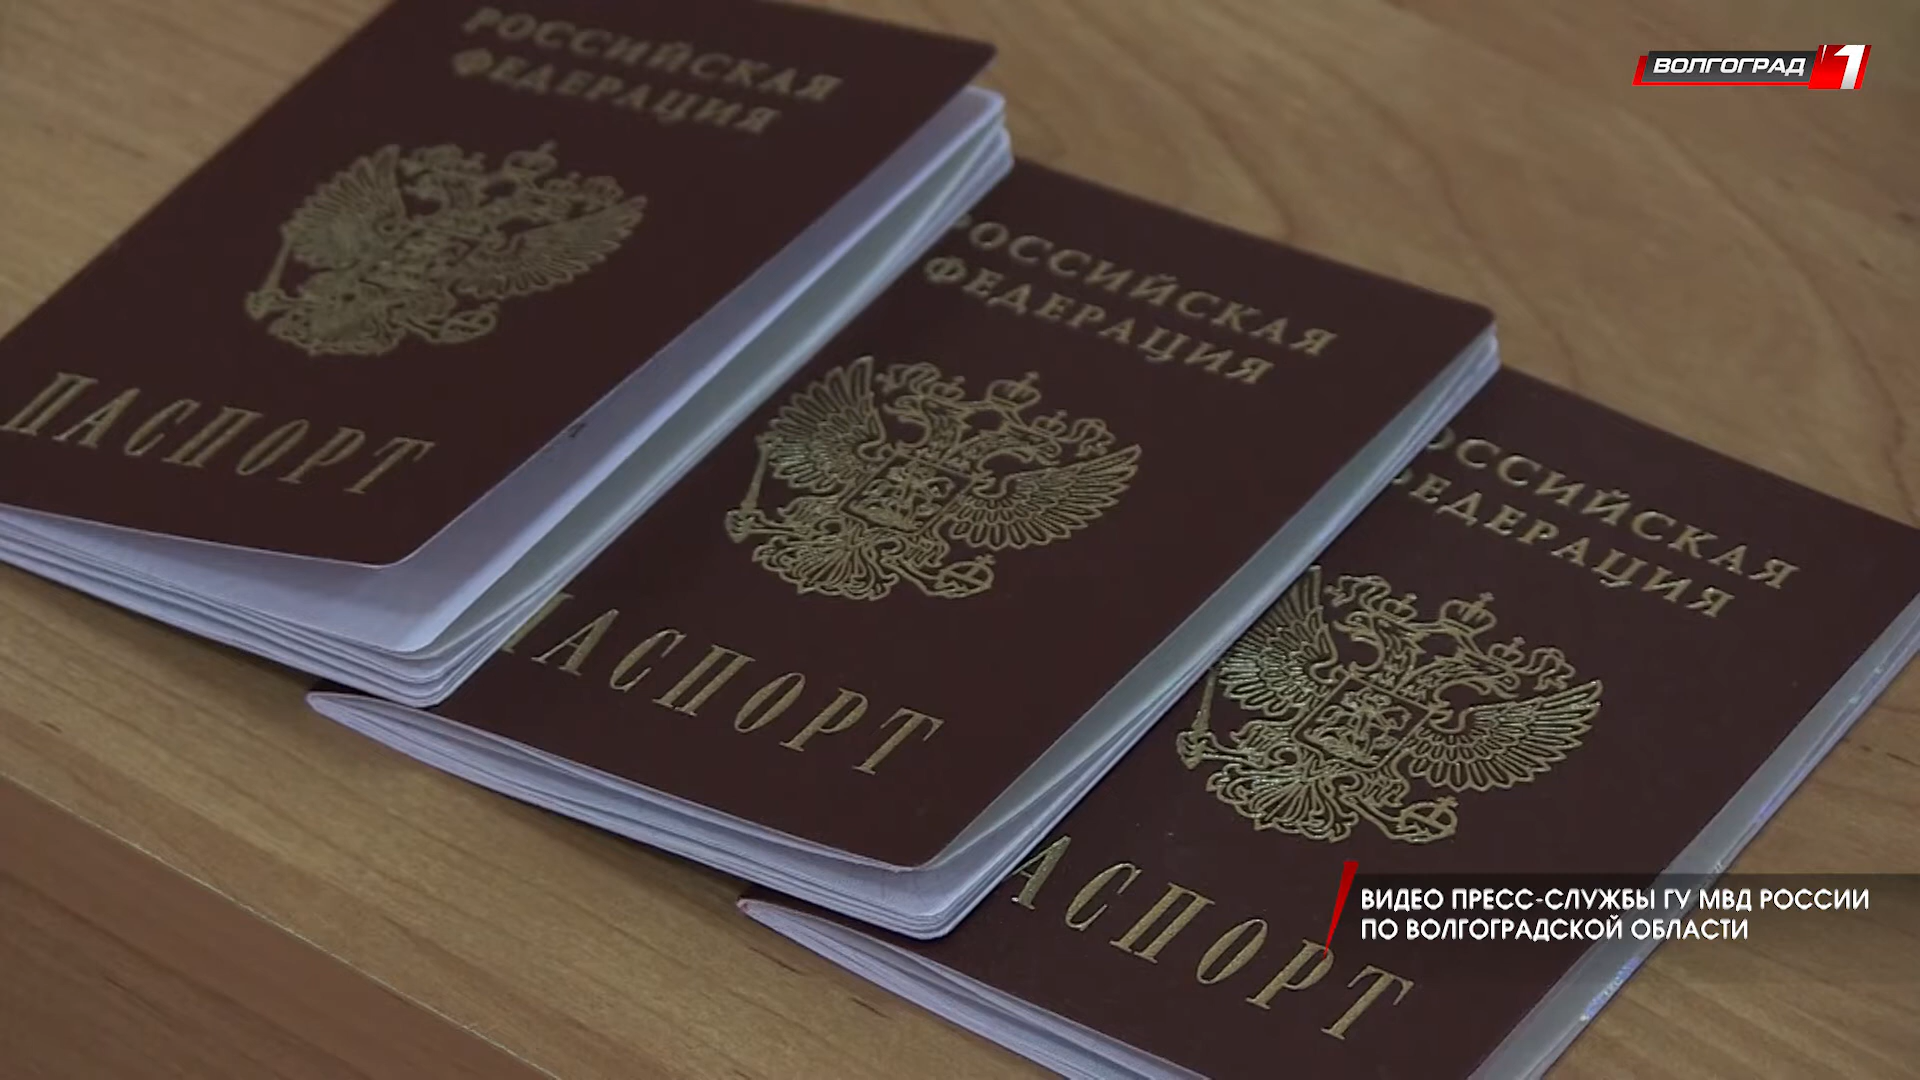 ВОЛГОГРАД 1
РОССИЙСКАЯ
ФЕДЕРАЦИЯ
ПАСПОРТ
РОССИЙСКАЯ
ФЕДЕРАЦИЯ
ПАСПОРТ
ОССИЙСКАЯ
ФЕДЕРАЦИЯ
АСПОРТ
ВИДЕО ПРЕСС-СЛУЖБЫ ГУ МВД РОССИИ
ПО ВОЛГОГРАДСКОЙ ОБЛАСТИ